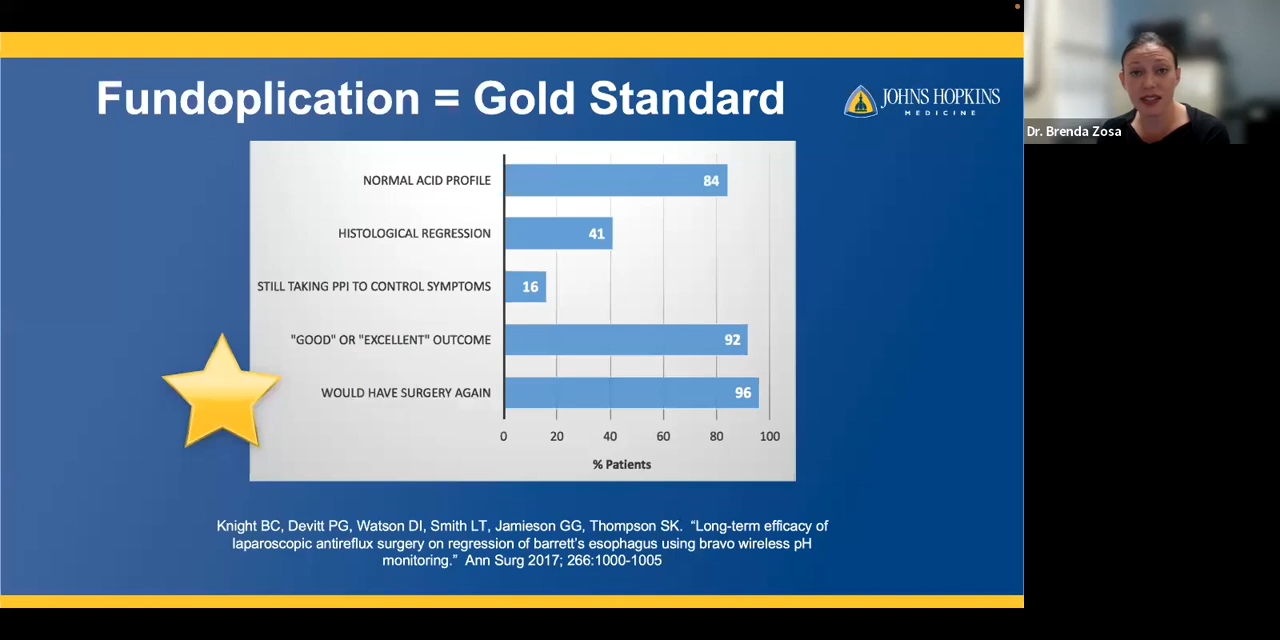 Fundoplication = Gold Standard
JOHNS HOPKINS
MEDICINE
Dr. Brenda Zosa
NORMAL ACID PROFILE
84
HISTOLOGICAL REGRESSION
41
STILL TAKING PPI TO CONTROL SYMPTOMS
16
"GOOD" OR "EXCELLENT" OUTCOME
92
WOULD HAVE SURGERY AGAIN
96
0 20 40 60 80 100
% Patients
Knight BC, Devitt PG, Watson DI, Smith LT, Jamieson GG, Thompson SK. “Long-term efficacy of
laparoscopic antireflux surgery on regression of barrett’s esophagus using bravo wireless pH
monitoring.” Ann Surg 2017; 266:1000-1005